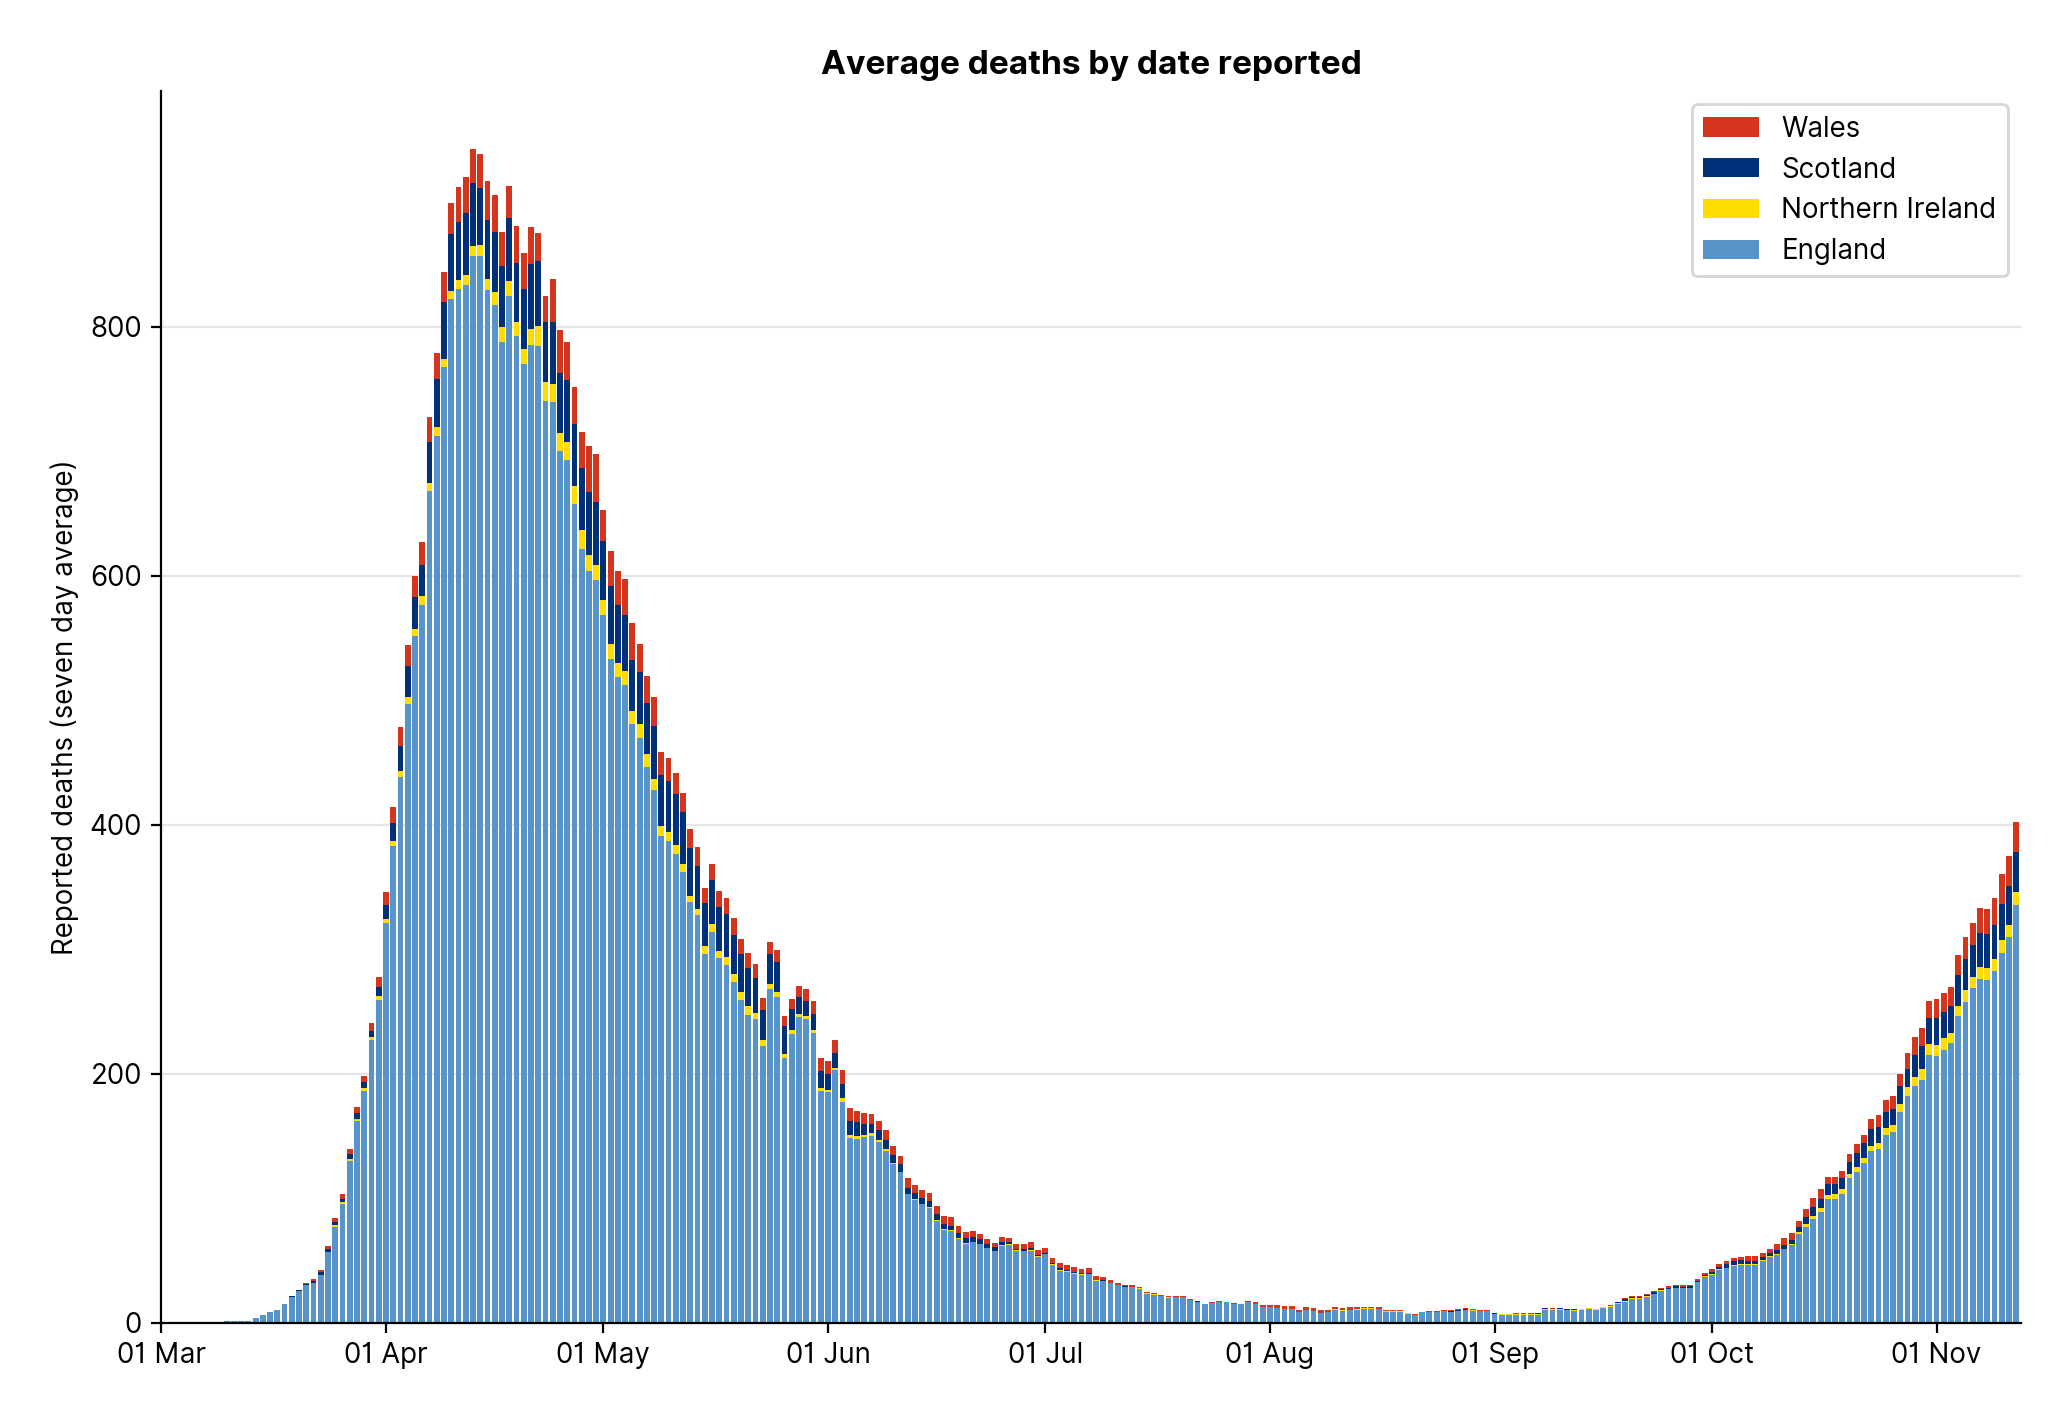 Average deaths by date reported
Wales
Scotland
Northern Ireland
England
Reported deaths (seven day average)
800
600
400
200
0
01 Mar
01 Apr
01 May
01 Jun
01 Jul
01 Aug
01 Sep
01 Oct
01 Nov